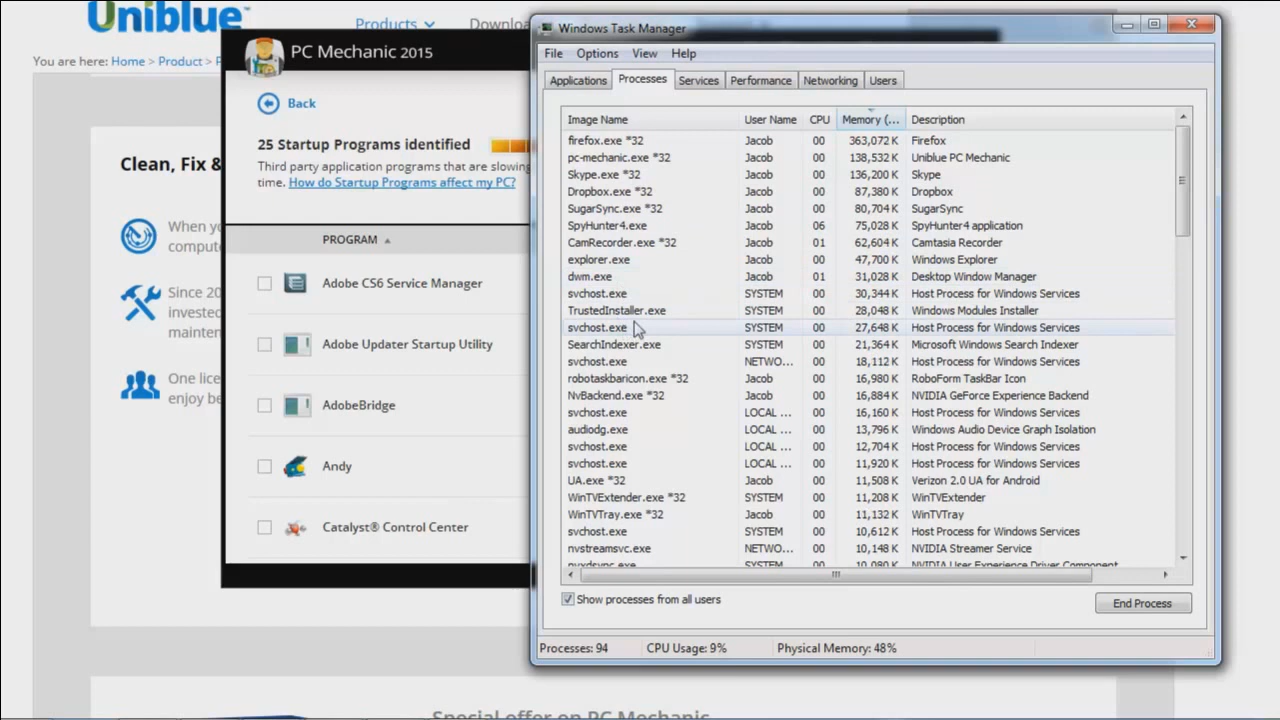 Uniblue
Products
You are here: Home > Product >
Clean, Fix &
When
Since 20
invested
One lice
enjoy be
PC Mechanic 2015
Back
25 Startup Programs identified
Third party application programs that are slowing
time. How do Startup Programs affect my PC?
PROGRAM
Adobe CS6 Service Manager
Adobe Updater Startup Utility
AdobeBridge
Andy
Catalyst® Control Center
Special offer on PC Mechanic
Windows Task Manager
File Options View Help
Applications Processes Services Performance Networking Users
Image Name User Name CPU Memory (... Description
firefox.exe *32 Jacob 00 363,072 K Firefox
pc-mechanic.exe *32 Jacob 00 138,532 K Uniblue PC Mechanic
Skype.exe *32 Jacob 00 136,200 K Skype
Dropbox.exe *32 Jacob 00 87,380 K Dropbox
SugarSync.exe *32 Jacob 00 80,704 K SugarSync
SpyHunter4.exe Jacob 06 75,028 K SpyHunter4 application
CamRecorder.exe *32 Jacob 01 62,604 K Camtasia Recorder
explorer.exe Jacob 00 47,700 K Windows Explorer
dwm.exe Jacob 01 31,028 K Desktop Window Manager
svchost.exe SYSTEM 00 30,344 K Host Process for Windows Services
TrustedInstaller.exe SYSTEM 00 28,048 K Windows Modules Installer
svchost.exe SYSTEM 00 27,648 K Host Process for Windows Services
SearchIndexer.exe SYSTEM 00 21,364 K Microsoft Windows Search Indexer
svchost.exe NETWO... 00 18,112 K Host Process for Windows Services
robotaskbaricon.exe *32 Jacob 00 16,980 K RoboForm TaskBar Icon
NvBackend.exe *32 Jacob 00 16,884 K NVIDIA GeForce Experience Backend
svchost.exe LOCAL ... 00 16,160 K Host Process for Windows Services
audiodg.exe LOCAL ... 00 13,796 K Windows Audio Device Graph Isolation
svchost.exe LOCAL ... 00 12,704 K Host Process for Windows Services
svchost.exe LOCAL ... 00 11,920 K Host Process for Windows Services
UA.exe *32 Jacob 00 11,508 K Verizon 2.0 UA for Android
WinTVExtender.exe *32 SYSTEM 00 11,208 K WinTVExtender
WinTVTray.exe *32 Jacob 00 11,132 K WinTVTray
svchost.exe SYSTEM 00 10,612 K Host Process for Windows Services
nvstreamsvc.exe NETWO... 00 10,148 K NVIDIA Streamer Service
nvxdsync.exe SYSTEM 00 10,080 K NVIDIA User Experience Driver Component
Show processes from all users
End Process
Processes: 94 CPU Usage: 9% Physical Memory: 48%